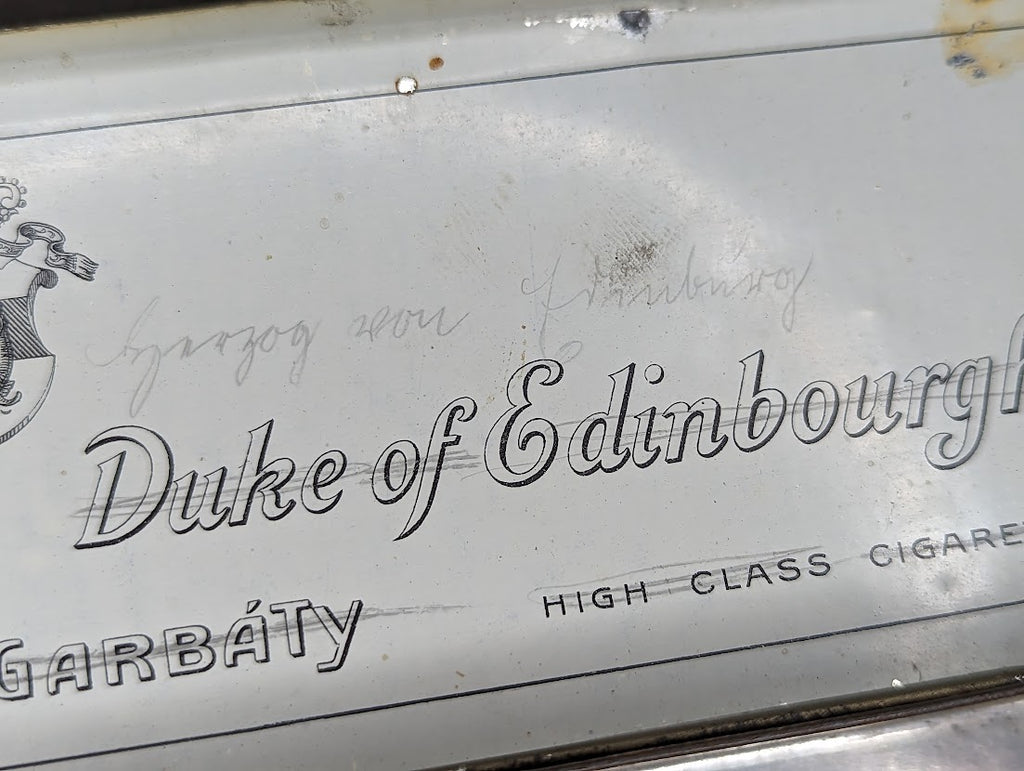 Herzog von Edinburg
Duke of Edinbourgh
GARBÁTY
HIGH CLASS CIGARE